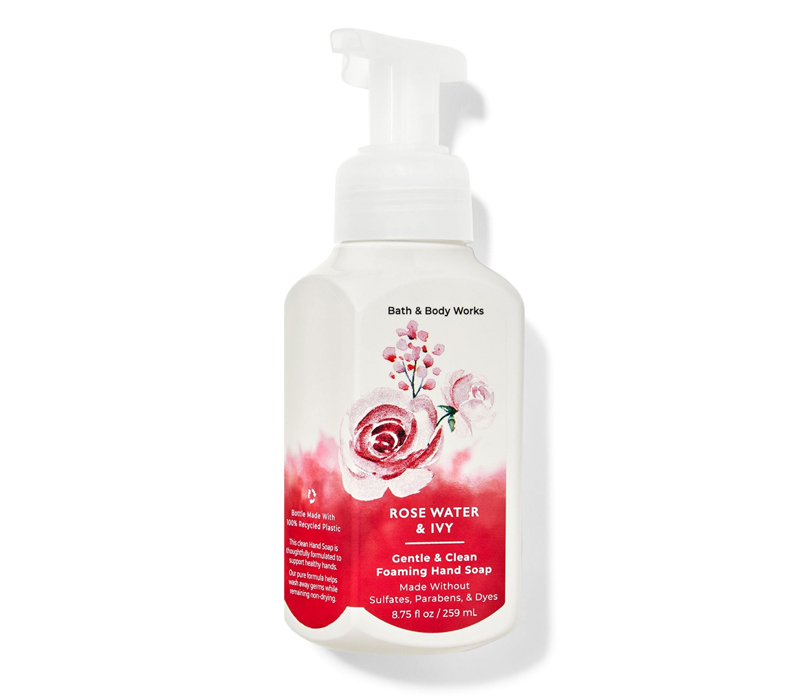 Bath & Body Works
ROSE WATER
& IVY
Gentle & Clean
Foaming Hand Soap
Made Without
Sulfates, Parabens, & Dyes
8.75 fl oz / 259 mL
Bottle Made With
100% Recycled Plastic
This clean Hand Soap is
thoughtfully formulated to
support healthy hands.
Our pure formula helps
wash away germs while
remaining non-drying.